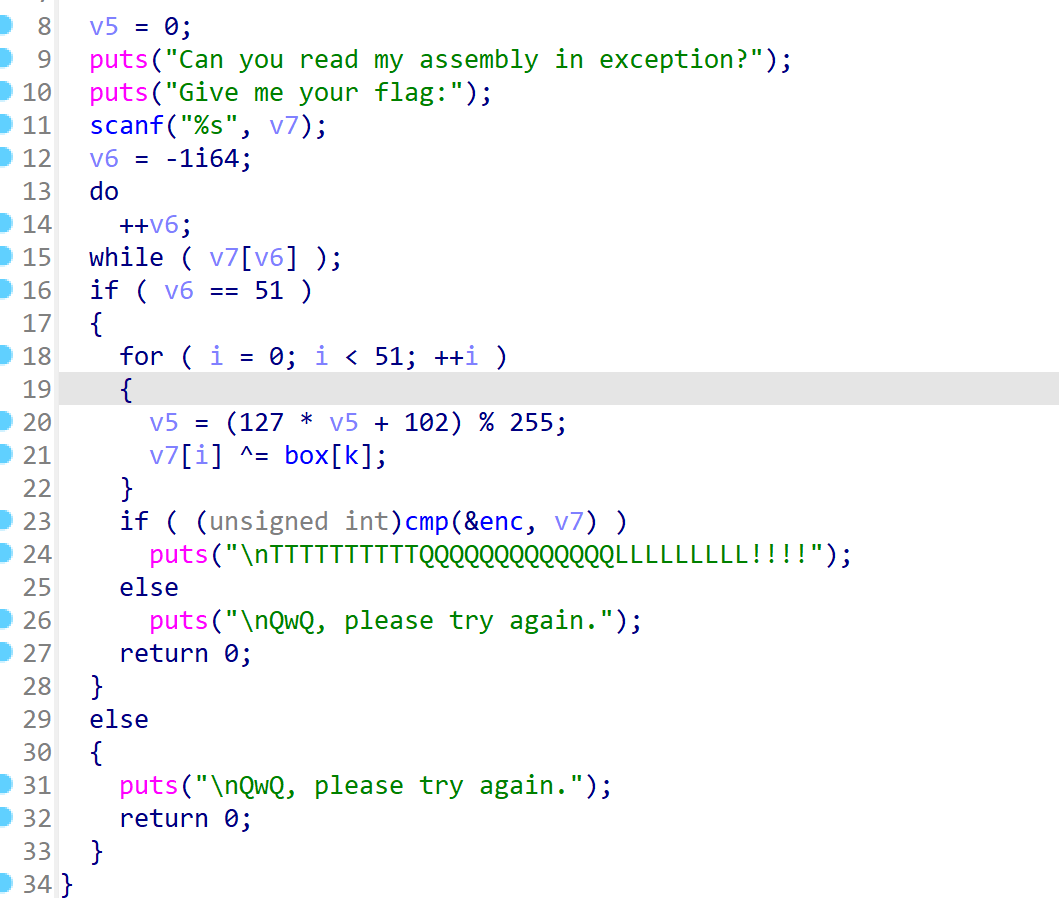 8 v5 = 0;
9 puts("Can you read my assembly in exception?");
10 puts("Give me your flag:");
11 scanf("%s", v7);
12 v6 = -1i64;
13 do
14 ++v6;
15 while ( v7[v6] );
16 if ( v6 == 51 )
17 {
18 for ( i = 0; i < 51; ++i )
19 {
20 v5 = (127 * v5 + 102) % 255;
21 v7[i] ^= box[k];
22 }
23 if ( (unsigned int)cmp(&enc, v7) )
24 puts("\nTTTTTTTTTTQQQQQQQQQQQQQLLLLLLLLL!!!!");
25 else
26 puts("\nQwQ, please try again.");
27 return 0;
28 }
29 else
30 {
31 puts("\nQwQ, please try again.");
32 return 0;
33 }
34 }